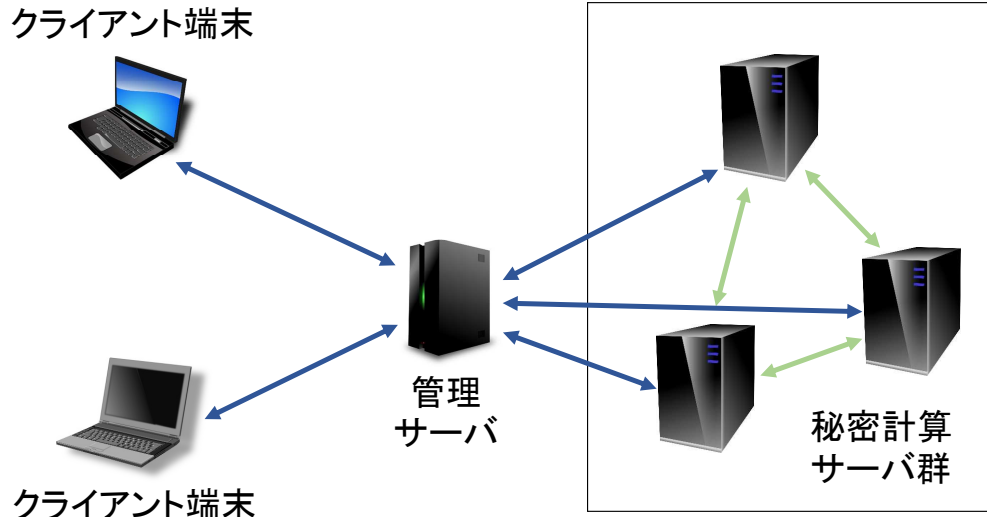 クライアント端末
管理
サーバ
秘密計算
サーバ群
クライアント端末